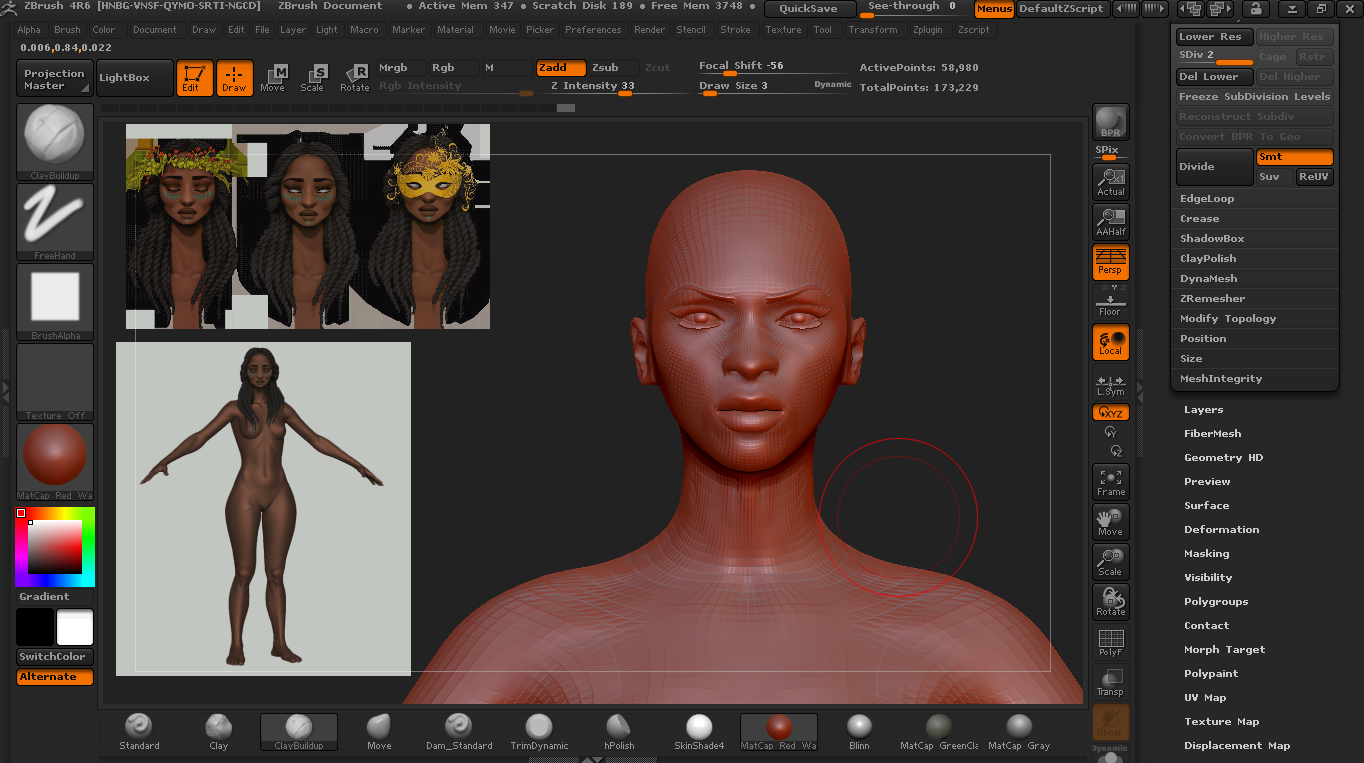 ZBrush 4R6 [HNBG-VNSF-QYMO-SRTI-NGCD] ZBrush Document • Active Mem 347 • Scratch Disk 189 • Free Mem 3748 • QuickSave See-through 0 Menus DefaultZScript
Alpha Brush Color Document Draw Edit File Layer Light Macro Marker Material Movie Picker Preferences Render Stencil Stroke Texture Tool Transform Zplugin Zscript
0.006,0.84,0.022
Projection Master
LightBox
Edit
Draw
Move
Scale
Rotate
Mrgb Rgb M
Rgb Intensity
Zadd Zsub Zcut
Z Intensity 33
Focal Shift -56
Draw Size 3 Dynamic
ActivePoints: 58,980
TotalPoints: 173,229
ClayBuildup
FreeHand
BrushAlpha
Texture Off
MatCap Red Wa
Gradient
SwitchColor
Alternate
BPR
SPix
Actual
AAHalf
Persp
Floor
Local
L.Sym
XYZ
Y
Z
Frame
Move
Scale
Rotate
PolyF
Transp
Ghost
Dynamic
Lower Res Higher Res
SDiv 2 Cage Rstr
Del Lower Del Higher
Freeze SubDivision Levels
Reconstruct Subdiv
Convert BPR To Geo
Divide Smt
Suv ReUV
EdgeLoop
Crease
ShadowBox
ClayPolish
DynaMesh
ZRemesher
Modify Topology
Position
Size
MeshIntegrity
Layers
FiberMesh
Geometry HD
Preview
Surface
Deformation
Masking
Visibility
Polygroups
Contact
Morph Target
Polypaint
UV Map
Texture Map
Displacement Map
Standard Clay ClayBuildup Move Dam_Standard TrimDynamic hPolish SkinShade4 MatCap Red Wa Blinn MatCap GreenCla MatCap Gray